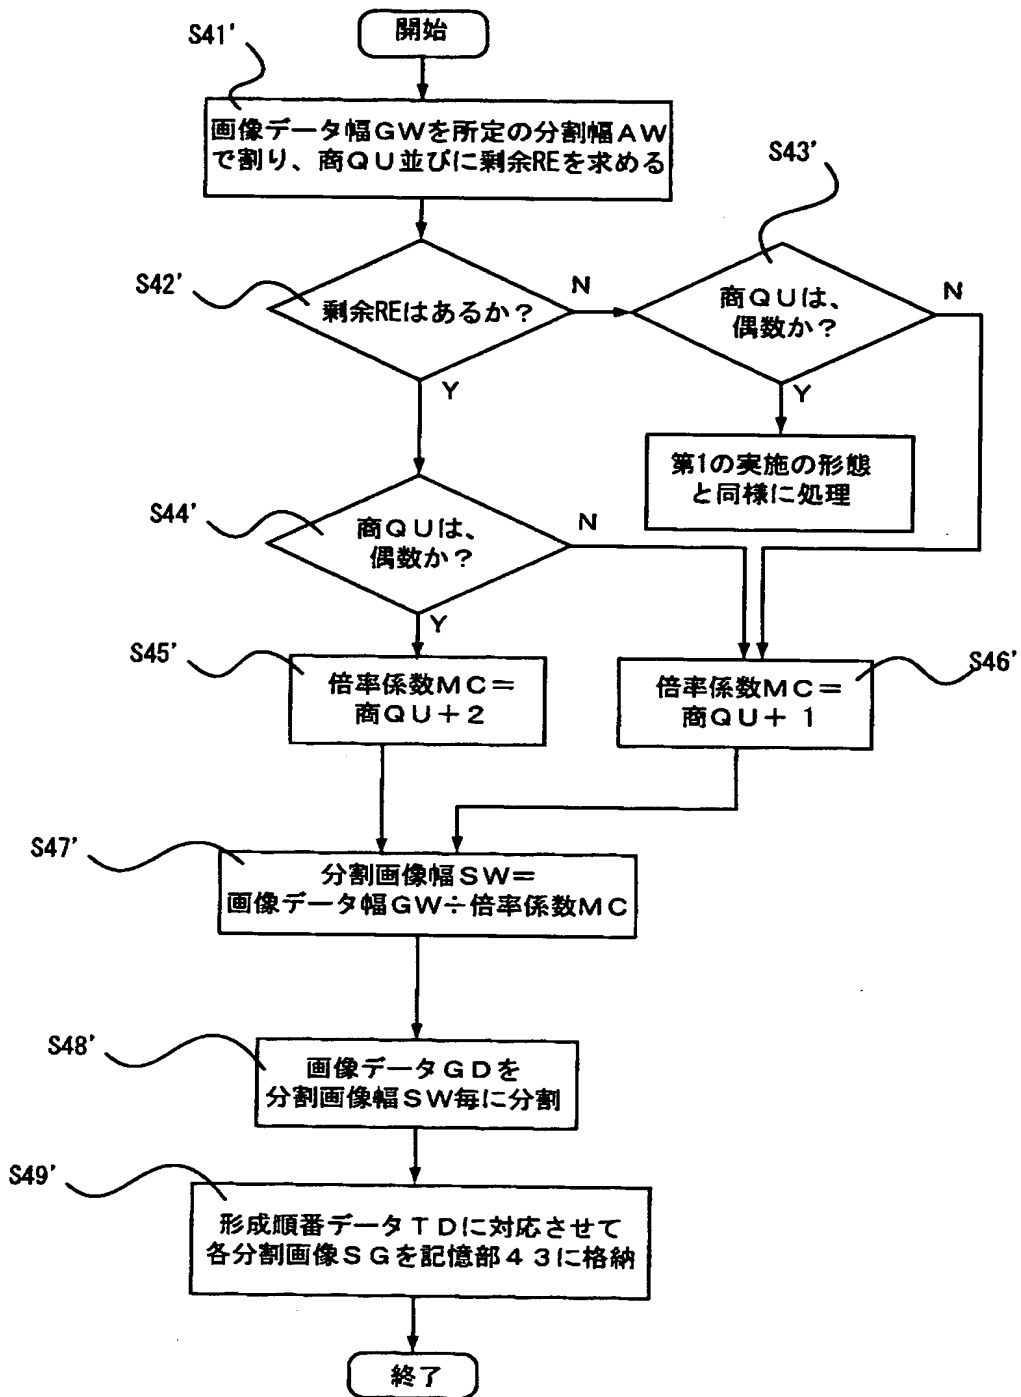 開始
S41'
画像データ幅GWを所定の分割幅AW
で割り、商QU並びに剰余REを求める
S42'
剰余REはあるか？
N
Y
S43'
商QUは、
偶数か？
N
Y
第1の実施の形態
と同様に処理
S44'
商QUは、
偶数か？
N
Y
S45'
倍率係数MC＝
商QU＋2
S46'
倍率係数MC＝
商QU＋1
S47'
分割画像幅SW＝
画像データ幅GW÷倍率係数MC
S48'
画像データGDを
分割画像幅SW毎に分割
S49'
形成順番データTDに対応させて
各分割画像SGを記憶部43に格納
終了